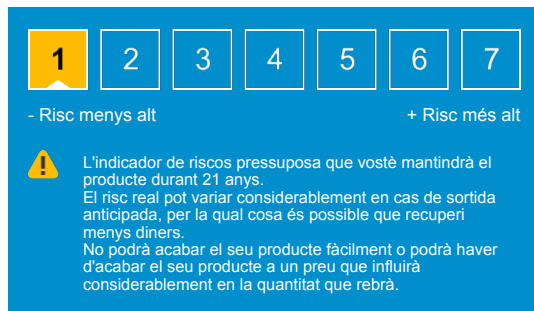 1 2 3 4 5 6 7
- Risc menys alt + Risc més alt
L'indicador de riscos pressuposa que vostè mantindrà el
producte durant 21 anys.
El risc real pot variar considerablement en cas de sortida
anticipada, per la qual cosa és possible que recuperi
menys diners.
No podrà acabar el seu producte fàcilment o podrà haver
d'acabar el seu producte a un preu que influirà
considerablement en la quantitat que rebrà.